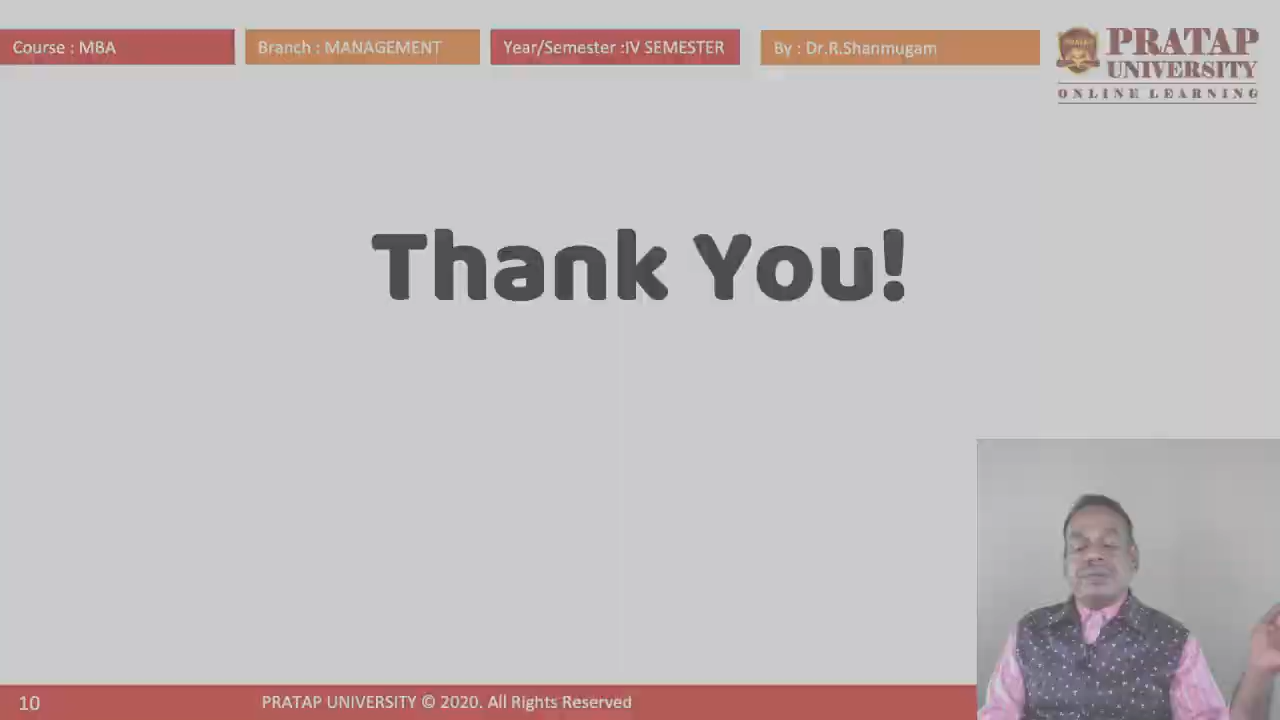 Course : MBA
Branch : MANAGEMENT
Year/Semester :IV SEMESTER
By : Dr.R.Shanmugam
PRATAP
UNIVERSITY
ONLINE LEARNING
Thank You!
10
PRATAP UNIVERSITY © 2020. All Rights Reserved